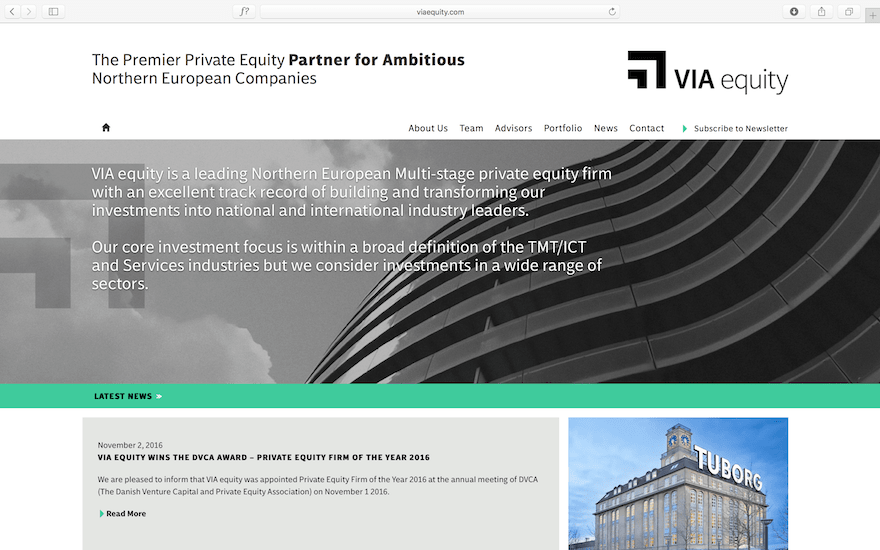 viaequity.com
The Premier Private Equity Partner for Ambitious
Northern European Companies
VIA equity
About Us Team Advisors Portfolio News Contact Subscribe to Newsletter
VIA equity is a leading Northern European Multi-stage private equity firm
with an excellent track record of building and transforming our
investments into national and international industry leaders.
Our core investment focus is within a broad definition of the TMT/ICT
and Services industries but we consider investments in a wide range of
sectors.
LATEST NEWS >
November 2, 2016
VIA EQUITY WINS THE DVCA AWARD – PRIVATE EQUITY FIRM OF THE YEAR 2016
We are pleased to inform that VIA equity was appointed Private Equity Firm of the Year 2016 at the annual meeting of DVCA
(The Danish Venture Capital and Private Equity Association) on November 1 2016.
Read More
TUBORG